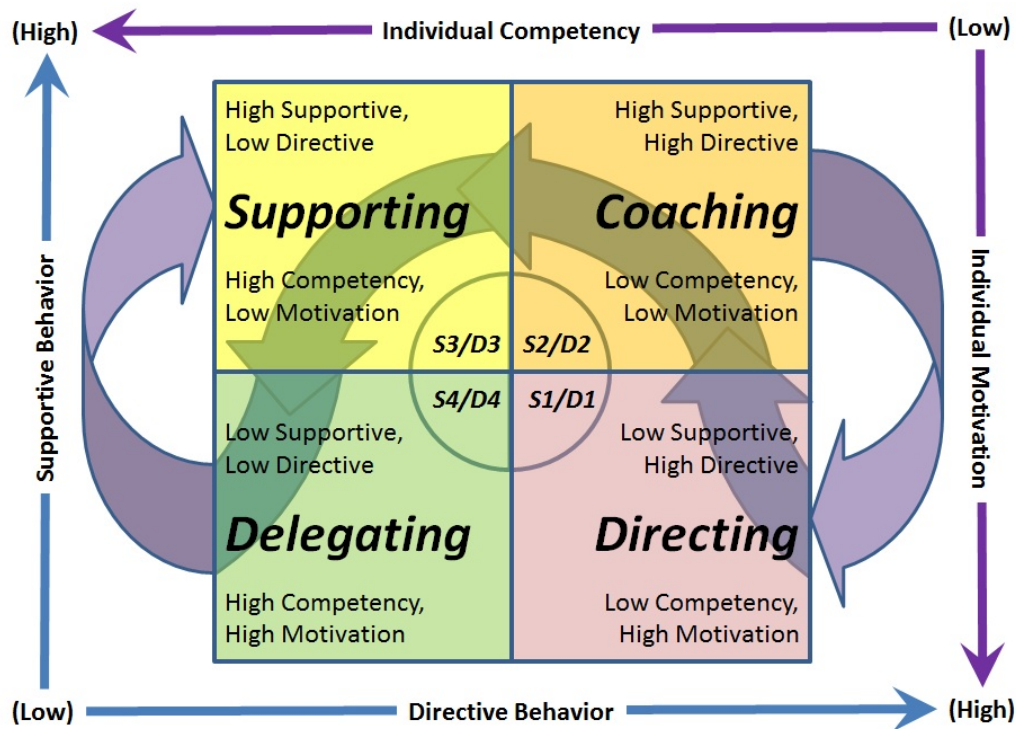 (High)
Individual Competency
(Low)
High Supportive,
Low Directive
Supporting
High Competency,
Low Motivation
S3/D3
High Supportive,
High Directive
Coaching
Low Competency,
Low Motivation
S2/D2
Supportive Behavior
Individual Motivation
S4/D4
Low Supportive,
Low Directive
Delegating
High Competency,
High Motivation
S1/D1
Low Supportive,
High Directive
Directing
Low Competency,
High Motivation
(Low)
Directive Behavior
(High)